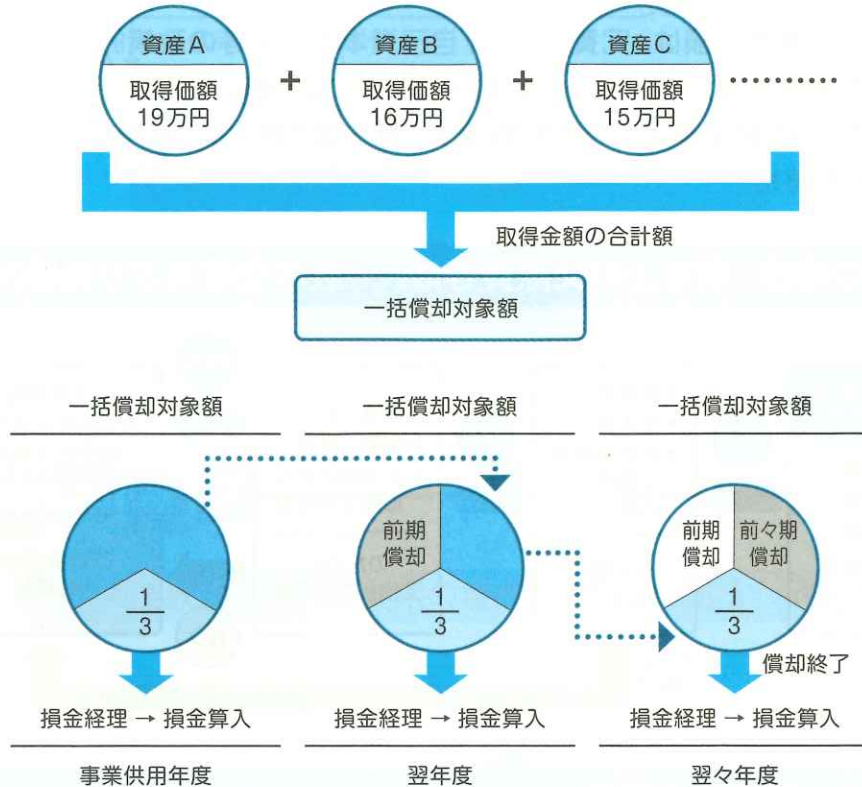 資産A
取得価額
19万円
+
資産B
取得価額
16万円
+
資産C
取得価額
15万円
…………
取得金額の合計額
一括償却対象額
一括償却対象額
一括償却対象額
一括償却対象額
1
3
前期
償却
1
3
前期
償却
前々期
償却
1
3
償却終了
損金経理 → 損金算入
損金経理 → 損金算入
損金経理 → 損金算入
事業供用年度
翌年度
翌々年度